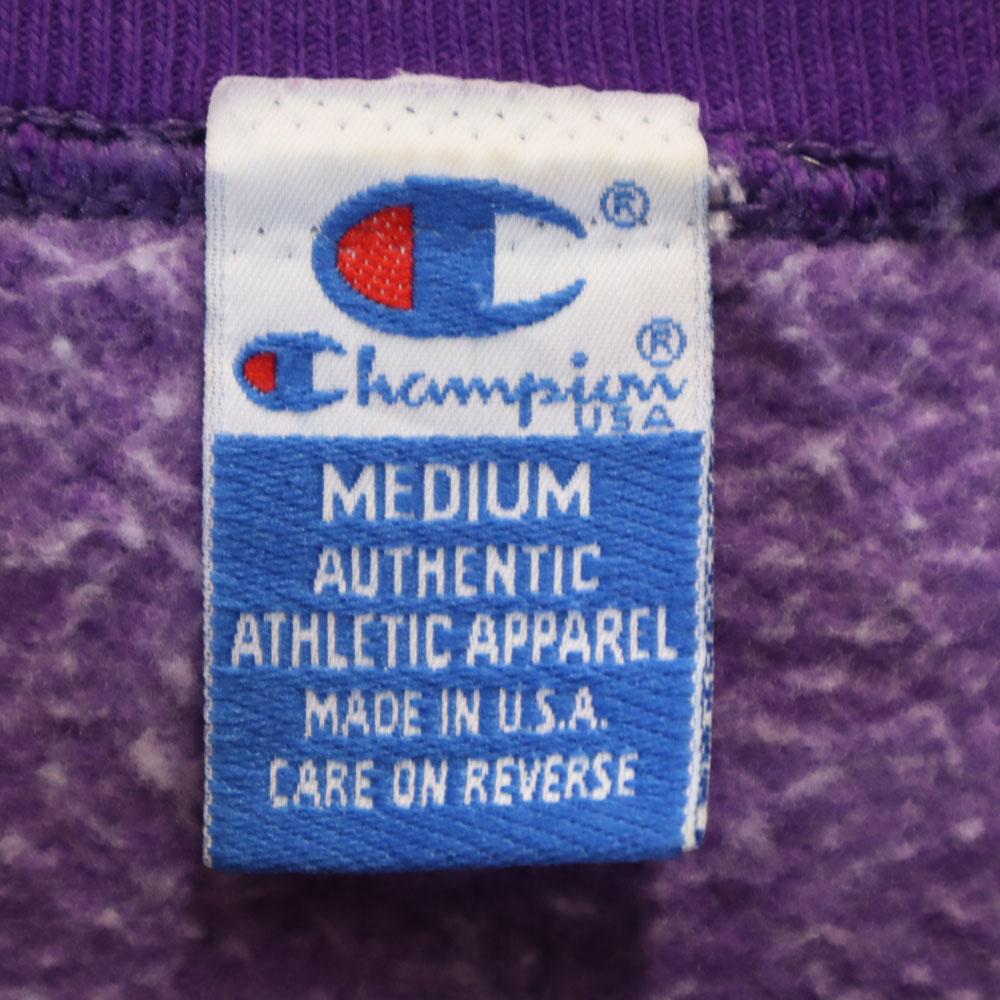 C ®
Champion ®
USA
MEDIUM
AUTHENTIC
ATHLETIC APPAREL
MADE IN U.S.A.
CARE ON REVERSE